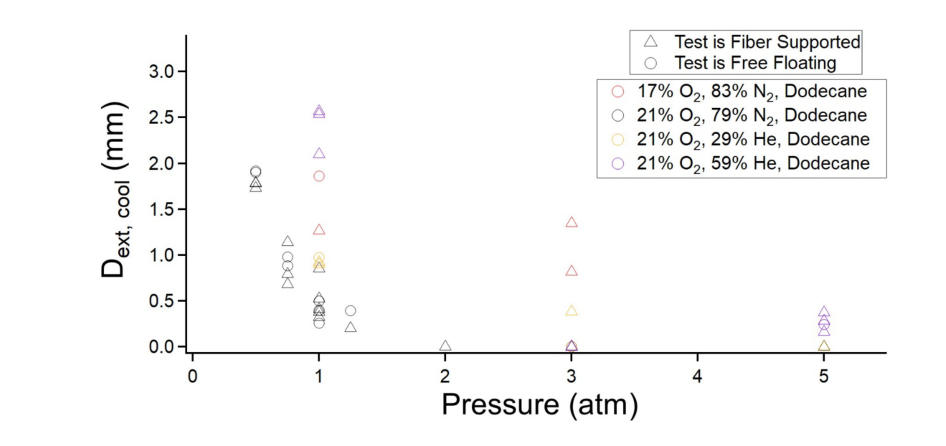 Test is Fiber Supported
Test is Free Floating
17% O₂, 83% N₂, Dodecane
21% O₂, 79% N₂, Dodecane
21% O₂, 29% He, Dodecane
21% O₂, 59% He, Dodecane
3.0
2.5
2.0
1.5
1.0
0.5
0.0
D_ext, cool (mm)
0 1 2 3 4 5
Pressure (atm)